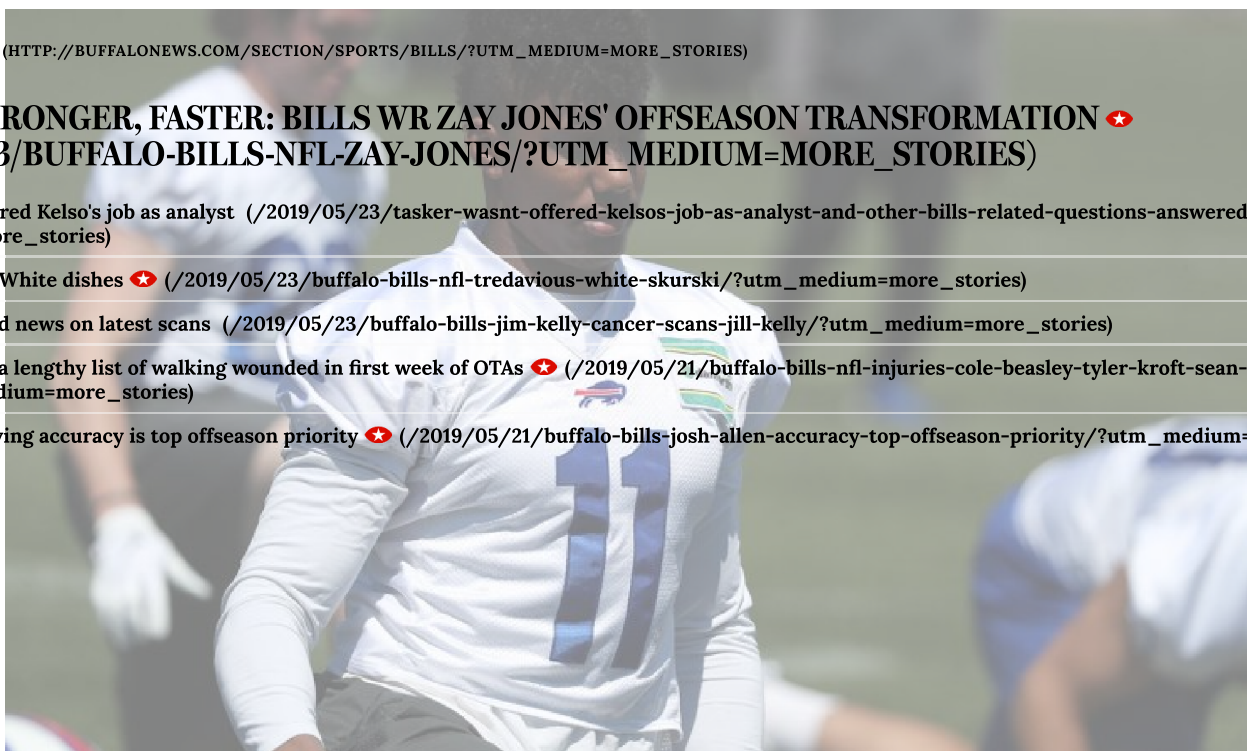 (HTTP://BUFFALONEWS.COM/SECTION/SPORTS/BILLS/?UTM_MEDIUM=MORE_STORIES)
RONGER, FASTER: BILLS WR ZAY JONES' OFFSEASON TRANSFORMATION
3/BUFFALO-BILLS-NFL-ZAY-JONES/?UTM_MEDIUM=MORE_STORIES)
red Kelso's job as analyst (/2019/05/23/tasker-wasnt-offered-kelsos-job-as-analyst-and-other-bills-related-questions-answered
ore_stories)
White dishes (/2019/05/23/buffalo-bills-nfl-tredavious-white-skurski/?utm_medium=more_stories)
d news on latest scans (/2019/05/23/buffalo-bills-jim-kelly-cancer-scans-jill-kelly/?utm_medium=more_stories)
a lengthy list of walking wounded in first week of OTAs (/2019/05/21/buffalo-bills-nfl-injuries-cole-beasley-tyler-kroft-sean-
dium=more_stories)
ving accuracy is top offseason priority (/2019/05/21/buffalo-bills-josh-allen-accuracy-top-offseason-priority/?utm_medium=
11